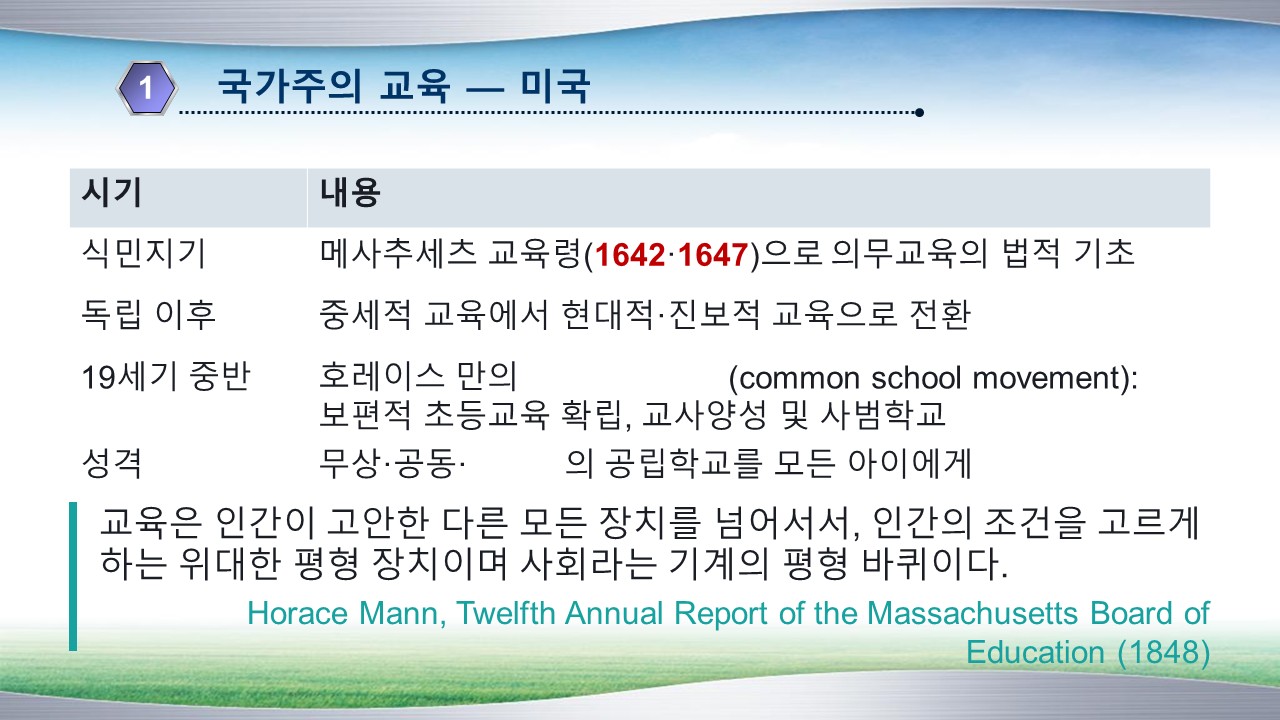 1
국가주의 교육 — 미국
시기 내용
식민지기 메사추세츠 교육령(1642·1647)으로 의무교육의 법적 기초
독립 이후 중세적 교육에서 현대적·진보적 교육으로 전환
19세기 중반 호레이스 만의 (common school movement):
보편적 초등교육 확립, 교사양성 및 사범학교
성격 무상·공동· 의 공립학교를 모든 아이에게
교육은 인간이 고안한 다른 모든 장치를 넘어서서, 인간의 조건을 고르게
하는 위대한 평형 장치이며 사회라는 기계의 평형 바퀴이다.
Horace Mann, Twelfth Annual Report of the Massachusetts Board of
Education (1848)